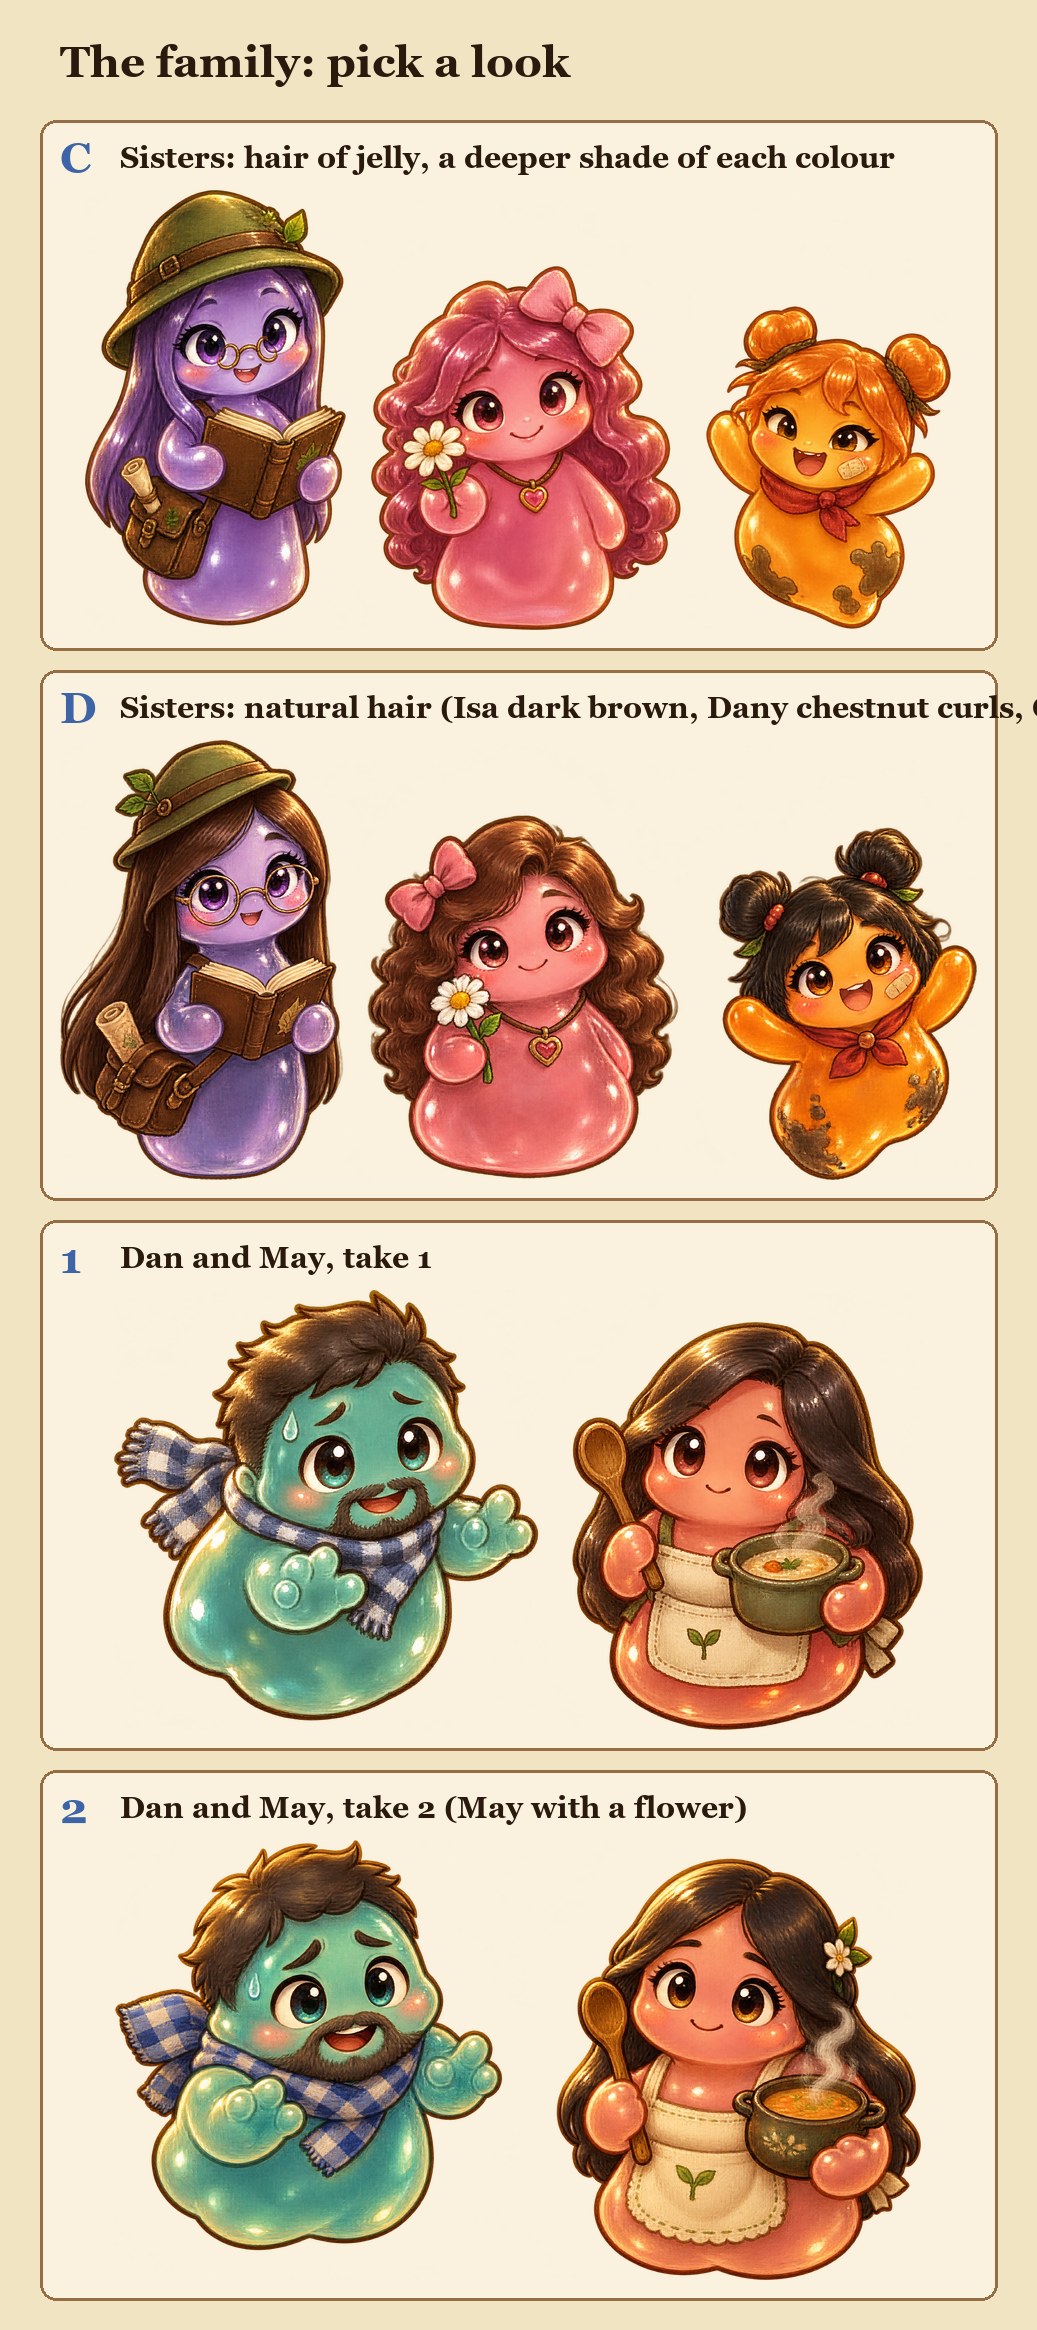 The family: pick a look
C Sisters: hair of jelly, a deeper shade of each colour
D Sisters: natural hair (Isa dark brown, Dany chestnut curls,
1 Dan and May, take 1
2 Dan and May, take 2 (May with a flower)